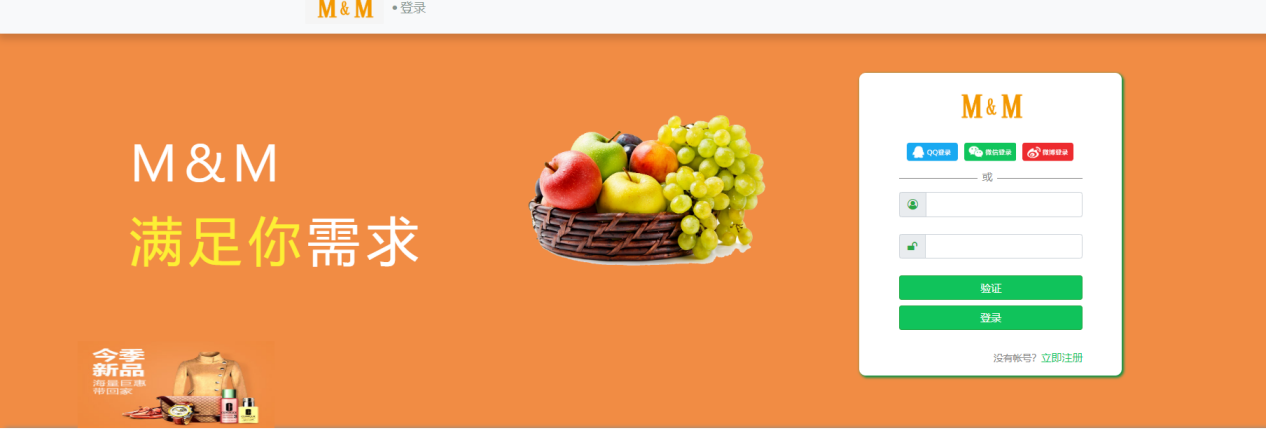 M & M • 登录
M&M
满足你需求
今季
新品
海量巨惠
带回家
M & M
QQ登录 微信登录 微博登录
或
验证
登录
没有帐号? 立即注册